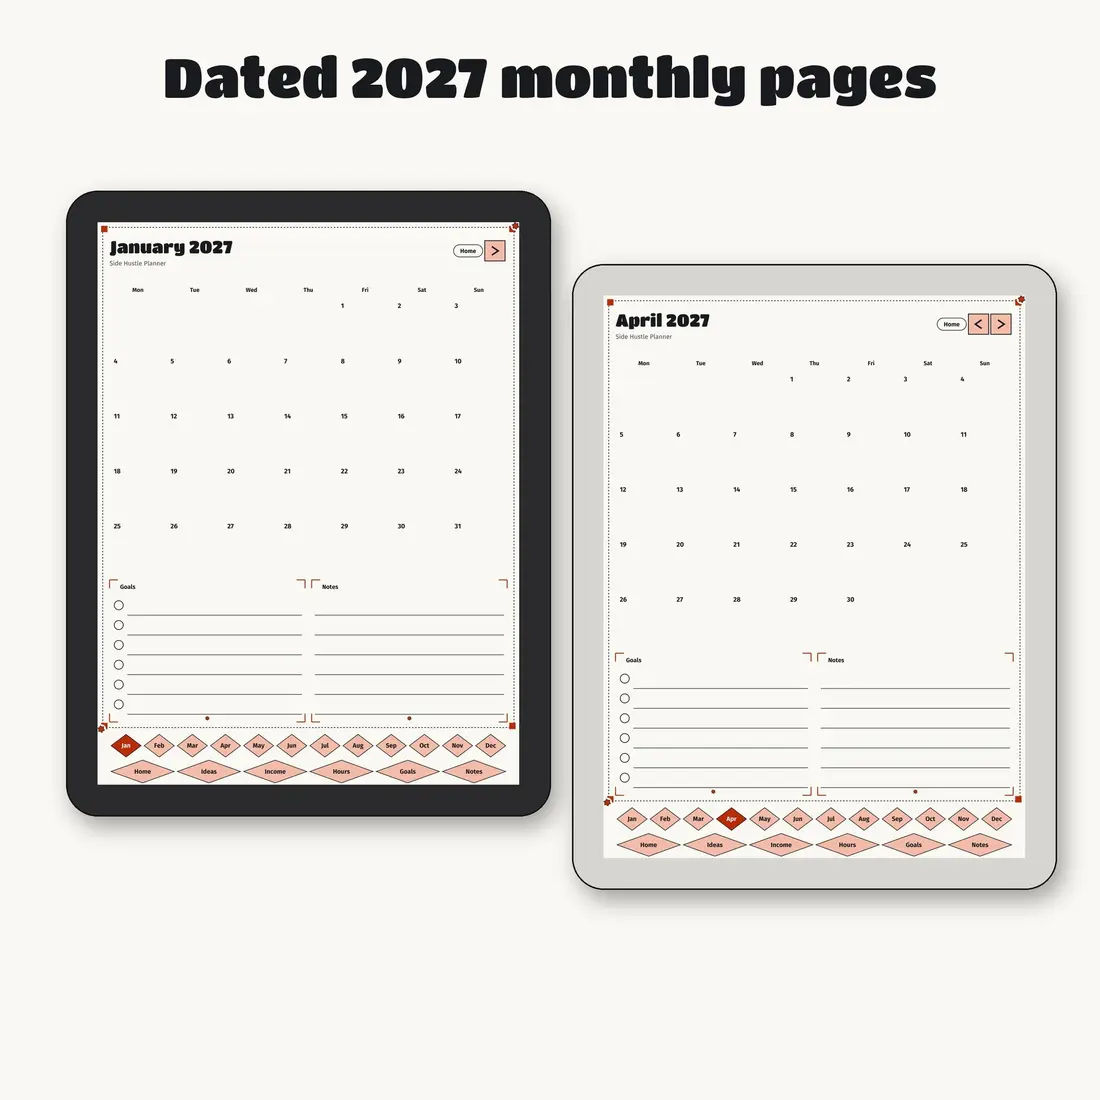 Dated 2027 monthly pages
January 2027
Home >
Side Hustle Planner
Mon Tue Wed Thu Fri Sat Sun
1 2 3
4 5 6 7 8 9 10
11 12 13 14 15 16 17
18 19 20 21 22 23 24
25 26 27 28 29 30 31
Goals Notes
Jan Feb Mar Apr May Jun Jul Aug Sep Oct Nov Dec
Home Ideas Income Hours Goals Notes
April 2027
Home < >
Side Hustle Planner
Mon Tue Wed Thu Fri Sat Sun
1 2 3 4
5 6 7 8 9 10 11
12 13 14 15 16 17 18
19 20 21 22 23 24 25
26 27 28 29 30
Goals Notes
Jan Feb Mar Apr May Jun Jul Aug Sep Oct Nov Dec
Home Ideas Income Hours Goals Notes